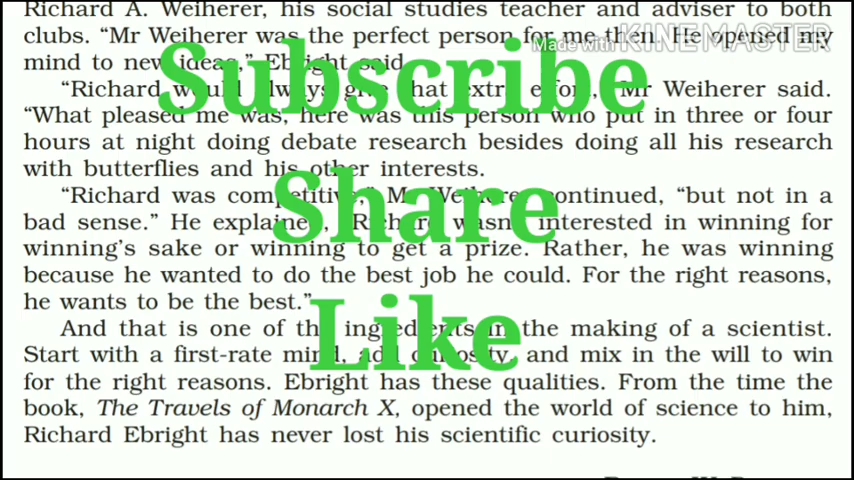 Richard A. Weiherer, his social studies teacher and adviser to both
clubs. “Mr Weiherer was the perfect person for me then. He opened my
Made with KINEMASTER
mind to new ideas,” Ebright said.
Subscribe
“Richard would always give that extra effort,” Mr Weiherer said.
“What pleased me was, here was this person who put in three or four
hours at night doing debate research besides doing all his research
with butterflies and his other interests.
“Richard was competitive,” Mr Weiherer continued, “but not in a
Share
bad sense.” He explained, “Richard wasn't interested in winning for
winning's sake or winning to get a prize. Rather, he was winning
because he wanted to do the best job he could. For the right reasons,
he wants to be the best.”
Like
And that is one of the ingredients in the making of a scientist.
Start with a first-rate mind, add curiosity, and mix in the will to win
for the right reasons. Ebright has these qualities. From the time the
book, The Travels of Monarch X, opened the world of science to him,
Richard Ebright has never lost his scientific curiosity.